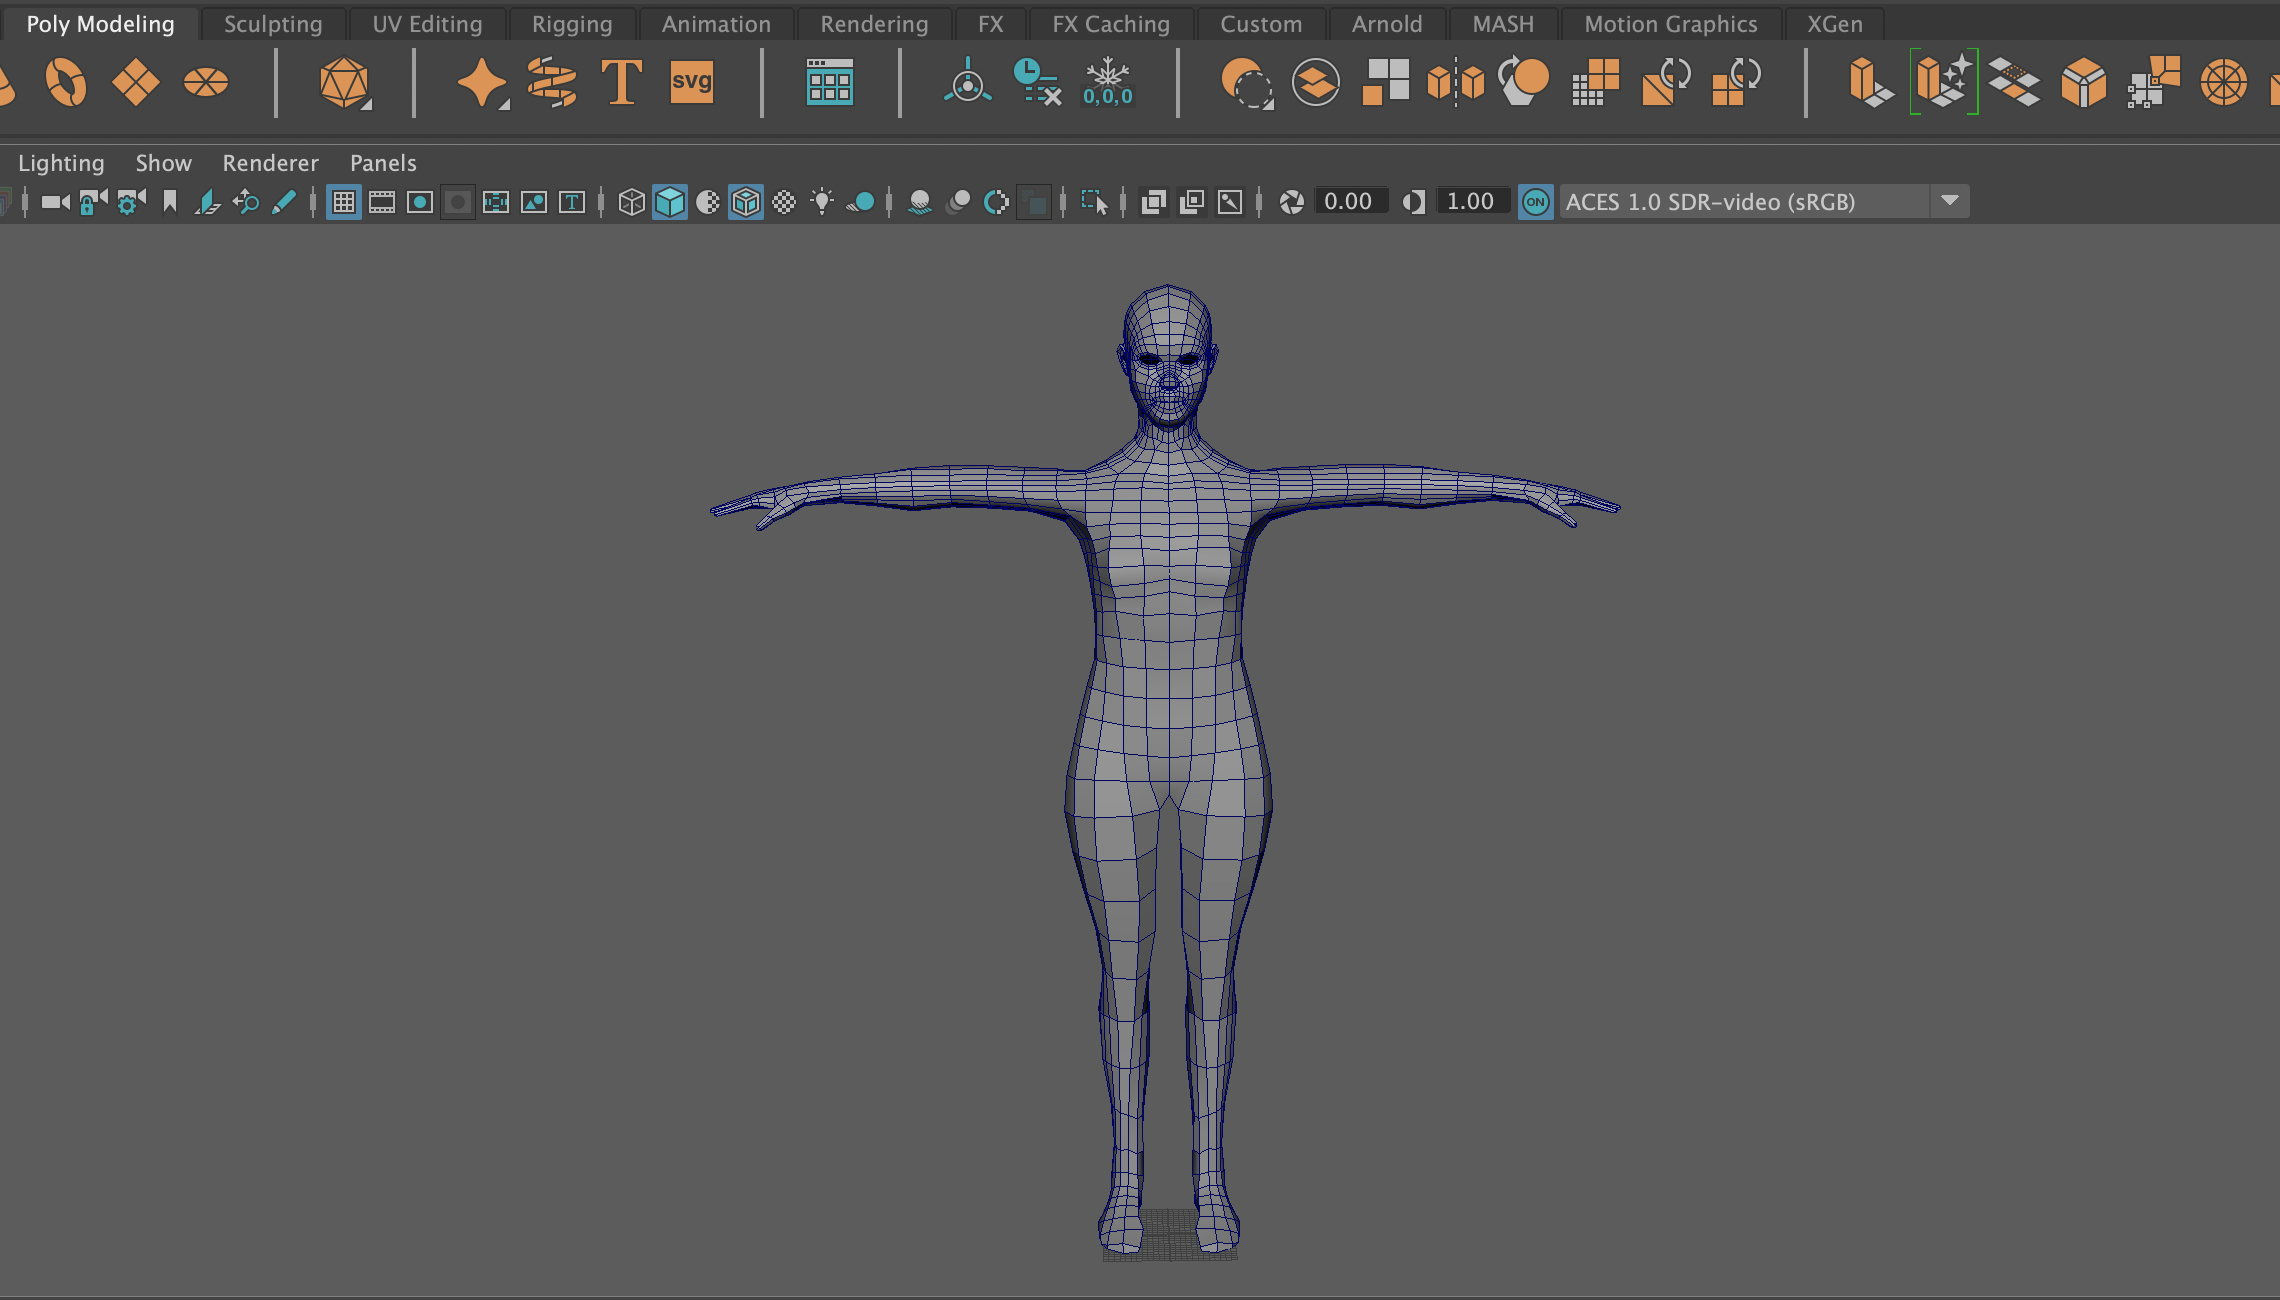 Poly Modeling Sculpting UV Editing Rigging Animation Rendering FX FX Caching Custom Arnold MASH Motion Graphics XGen
T svg 0,0,0
Lighting Show Renderer Panels
T 0.00 1.00 ON ACES 1.0 SDR-video (sRGB)